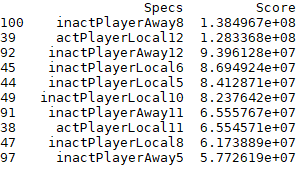 Specs Score
100 inactPlayerAway8 1.384967e+08
39 actPlayerLocal12 1.283368e+08
92 inactPlayerAway12 9.396128e+07
45 inactPlayerLocal6 8.694924e+07
44 inactPlayerLocal5 8.412871e+07
49 inactPlayerLocal10 8.237642e+07
91 inactPlayerAway11 6.555767e+07
38 actPlayerLocal11 6.554571e+07
47 inactPlayerLocal8 6.173889e+07
97 inactPlayerAway5 5.772619e+07